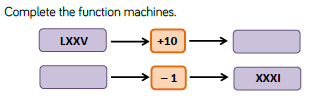 Complete the function machines.
LXXV +10
- 1 XXXI